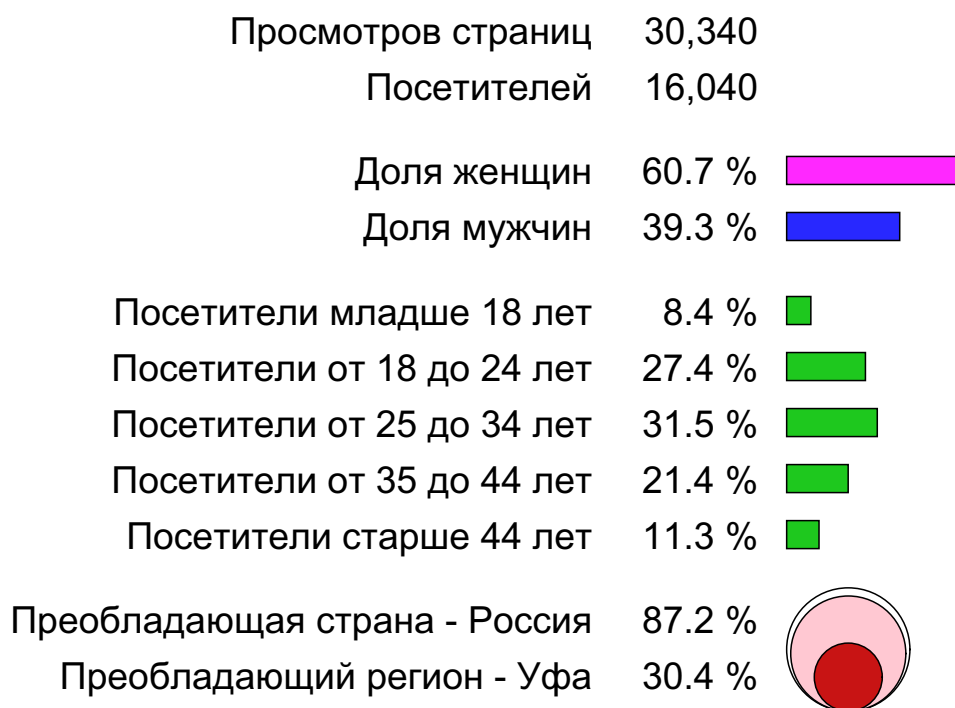 Просмотров страниц 30,340
Посетителей 16,040
Доля женщин 60.7 %
Доля мужчин 39.3 %
Посетители младше 18 лет 8.4 %
Посетители от 18 до 24 лет 27.4 %
Посетители от 25 до 34 лет 31.5 %
Посетители от 35 до 44 лет 21.4 %
Посетители старше 44 лет 11.3 %
Преобладающая страна - Россия 87.2 %
Преобладающий регион - Уфа 30.4 %